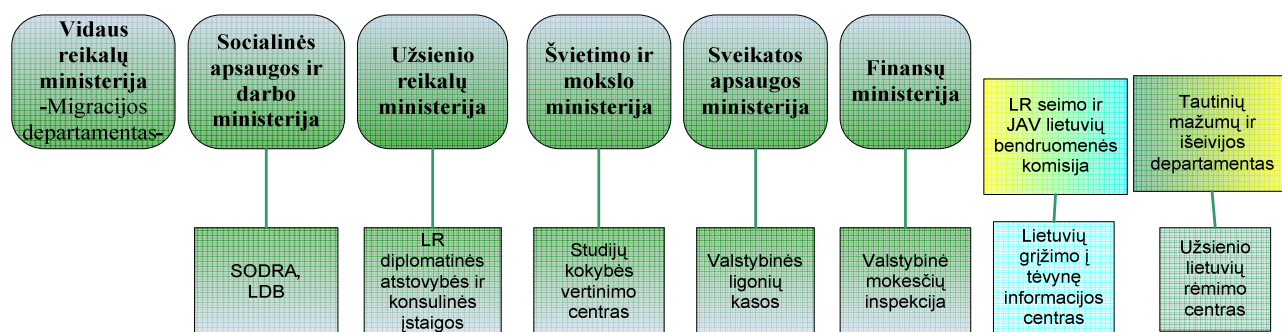 Vidaus
reikalų
ministerija
-Migracijos
departamentas-
Socialinės
apsaugos ir
darbo
ministerija
Užsienio
reikalų
ministerija
Švietimo ir
mokslo
ministerija
Sveikatos
apsaugos
ministerija
Finansų
ministerija
LR seimo ir
JAV lietuvių
bendruomenės
komisija
Tautinių
mažumų ir
išeivijos
departamentas
SODRA,
LDB
LR
diplomatinės
atstovybės ir
konsulinės
įstaigos
Studijų
kokybės
vertinimo
centras
Valstybinės
ligonių
kasos
Valstybinė
mokesčių
inspekcija
Lietuvių
grįžimo į
tėvynę
informacijos
centras
Užsienio
lietuvių
rėmimo
centras